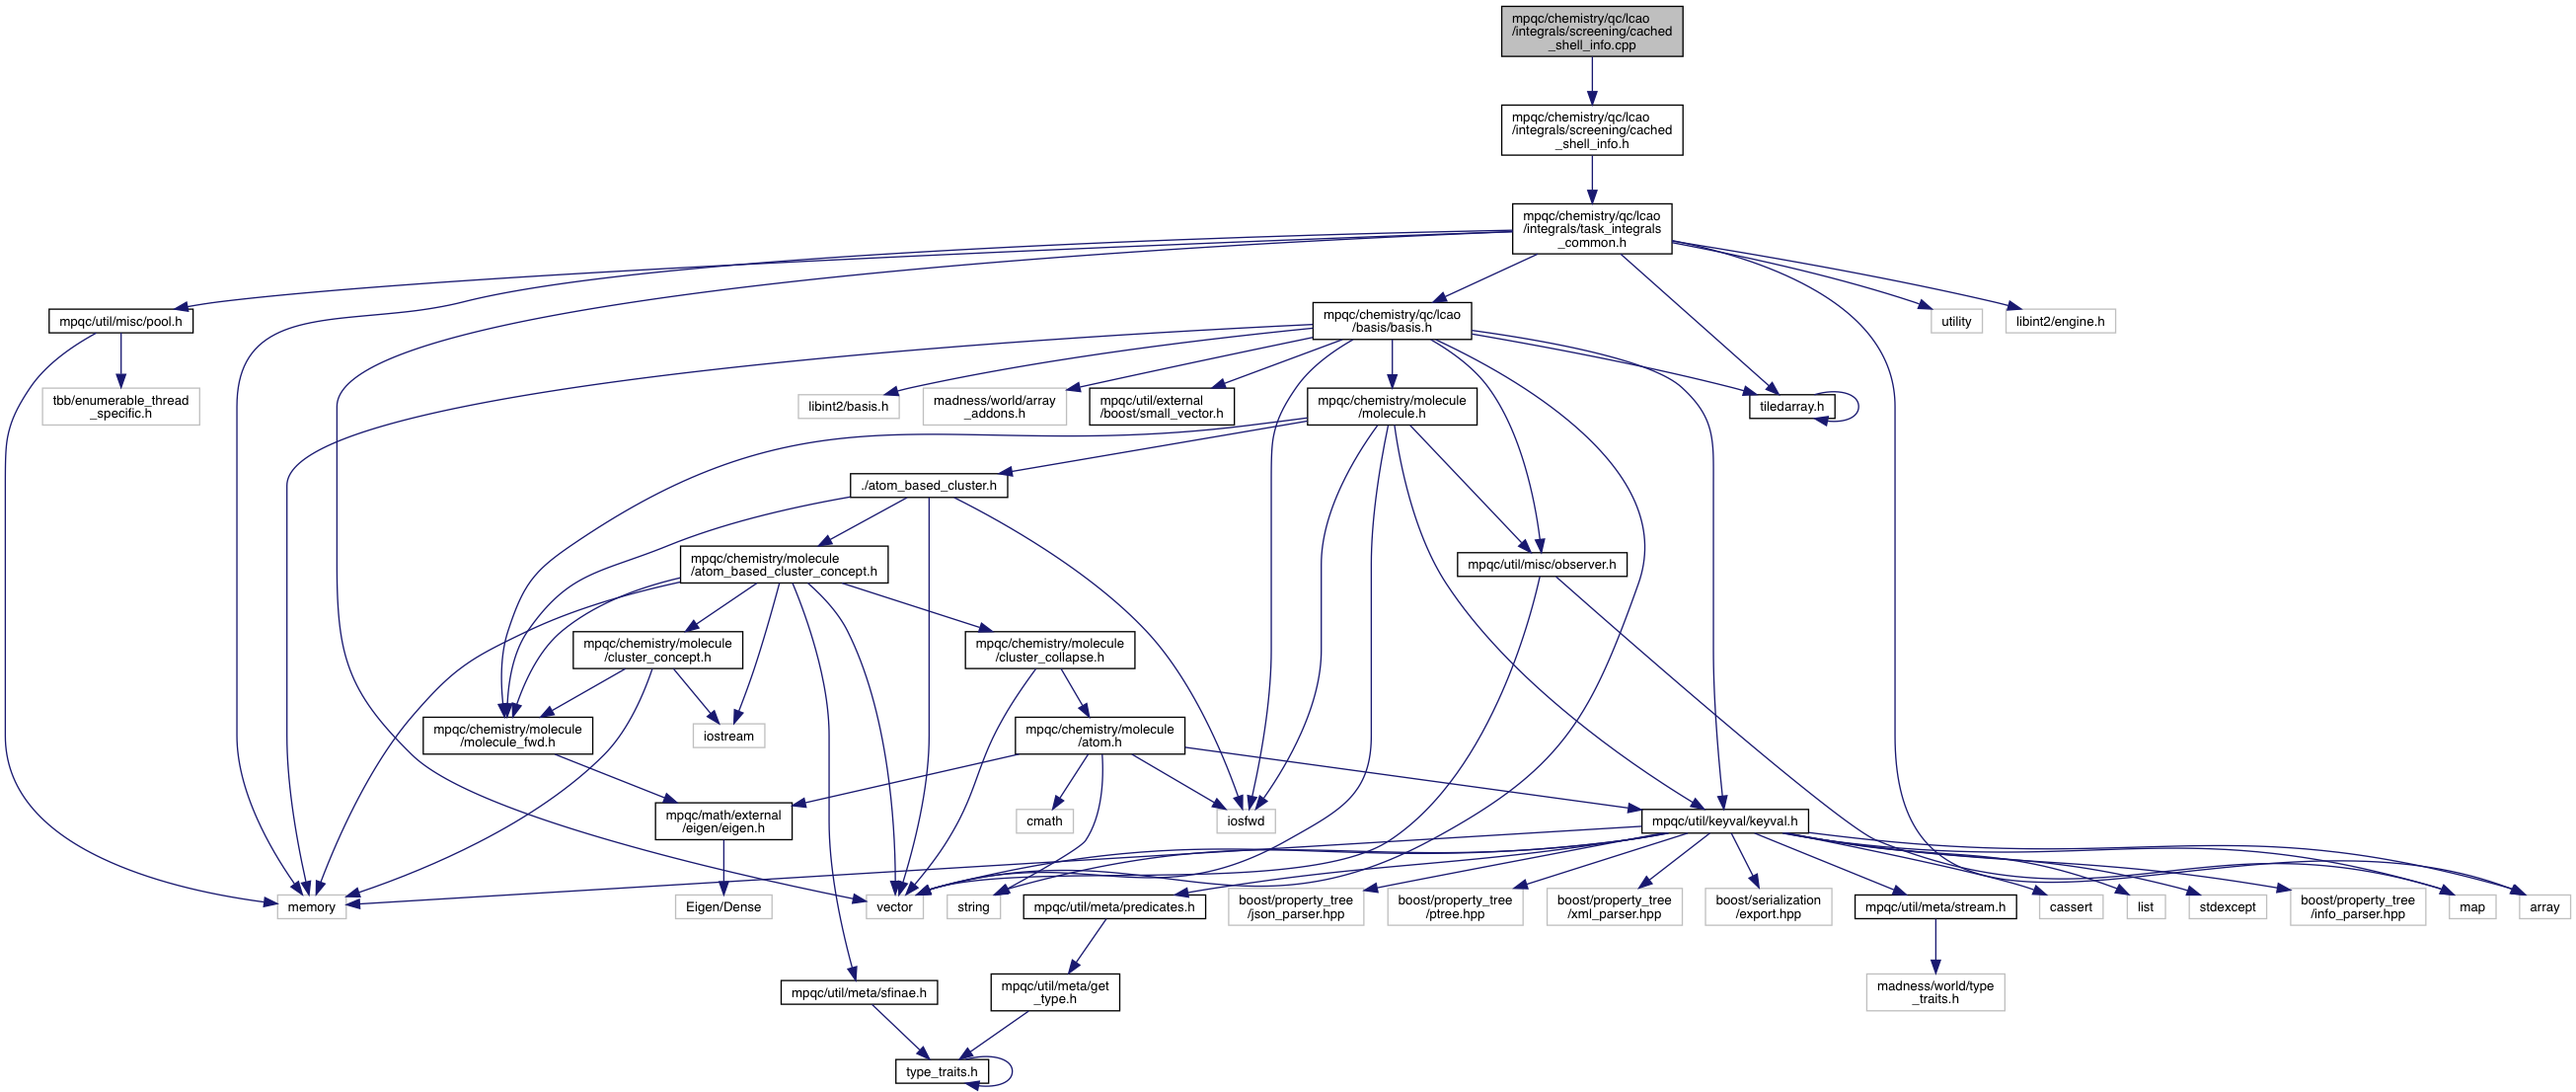 mpqc/chemistry/qc/lcao
/integrals/screening/cached
_shell_info.cpp
mpqc/chemistry/qc/lcao
/integrals/screening/cached
_shell_info.h
mpqc/chemistry/qc/lcao
/integrals/task_integrals
_common.h
mpqc/util/misc/pool.h
mpqc/chemistry/qc/lcao
/basis/basis.h
utility
libint2/engine.h
tbb/enumerable_thread
_specific.h
libint2/basis.h
madness/world/array
_addons.h
mpqc/util/external
/boost/small_vector.h
mpqc/chemistry/molecule
/molecule.h
tiledarray.h
./atom_based_cluster.h
mpqc/chemistry/molecule
/atom_based_cluster_concept.h
mpqc/util/misc/observer.h
mpqc/chemistry/molecule
/cluster_concept.h
mpqc/chemistry/molecule
/cluster_collapse.h
mpqc/chemistry/molecule
/molecule_fwd.h
iostream
mpqc/chemistry/molecule
/atom.h
mpqc/math/external
/eigen/eigen.h
cmath
iosfwd
mpqc/util/keyval/keyval.h
memory
Eigen/Dense
vector
string
mpqc/util/meta/predicates.h
boost/property_tree
/json_parser.hpp
boost/property_tree
/ptree.hpp
boost/property_tree
/xml_parser.hpp
boost/serialization
/export.hpp
mpqc/util/meta/stream.h
cassert
list
stdexcept
boost/property_tree
/info_parser.hpp
map
array
mpqc/util/meta/sfinae.h
mpqc/util/meta/get
_type.h
madness/world/type
_traits.h
type_traits.h